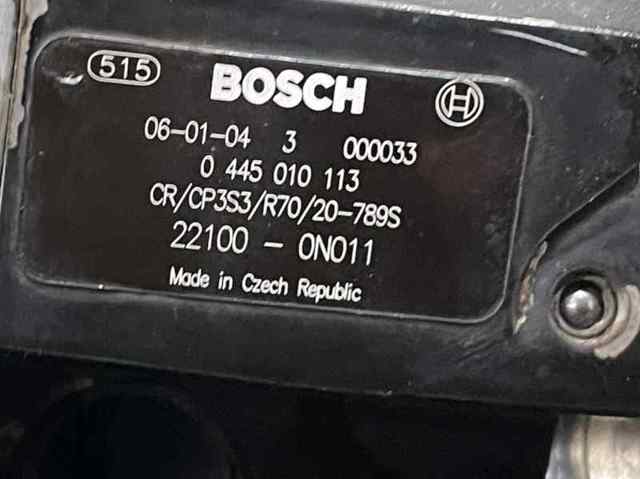 515 BOSCH
06-01-04 3 000033
0 445 010 113
CR/CP3S3/R70/20-789S
22100 - 0N011
Made in Czech Republic